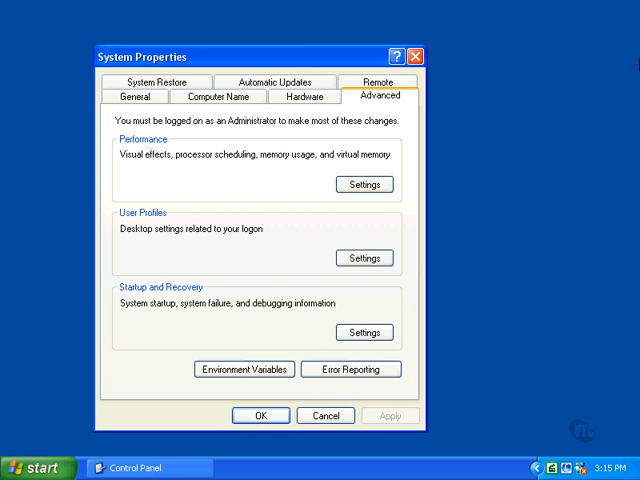 System Properties
System Restore
Automatic Updates
Remote
General
Computer Name
Hardware
Advanced
You must be logged on as an Administrator to make most of these changes.
Performance
Visual effects, processor scheduling, memory usage, and virtual memory
Settings
User Profiles
Desktop settings related to your logon
Settings
Startup and Recovery
System startup, system failure, and debugging information
Settings
Environment Variables
Error Reporting
OK
Cancel
Apply
start
Control Panel
3:15 PM